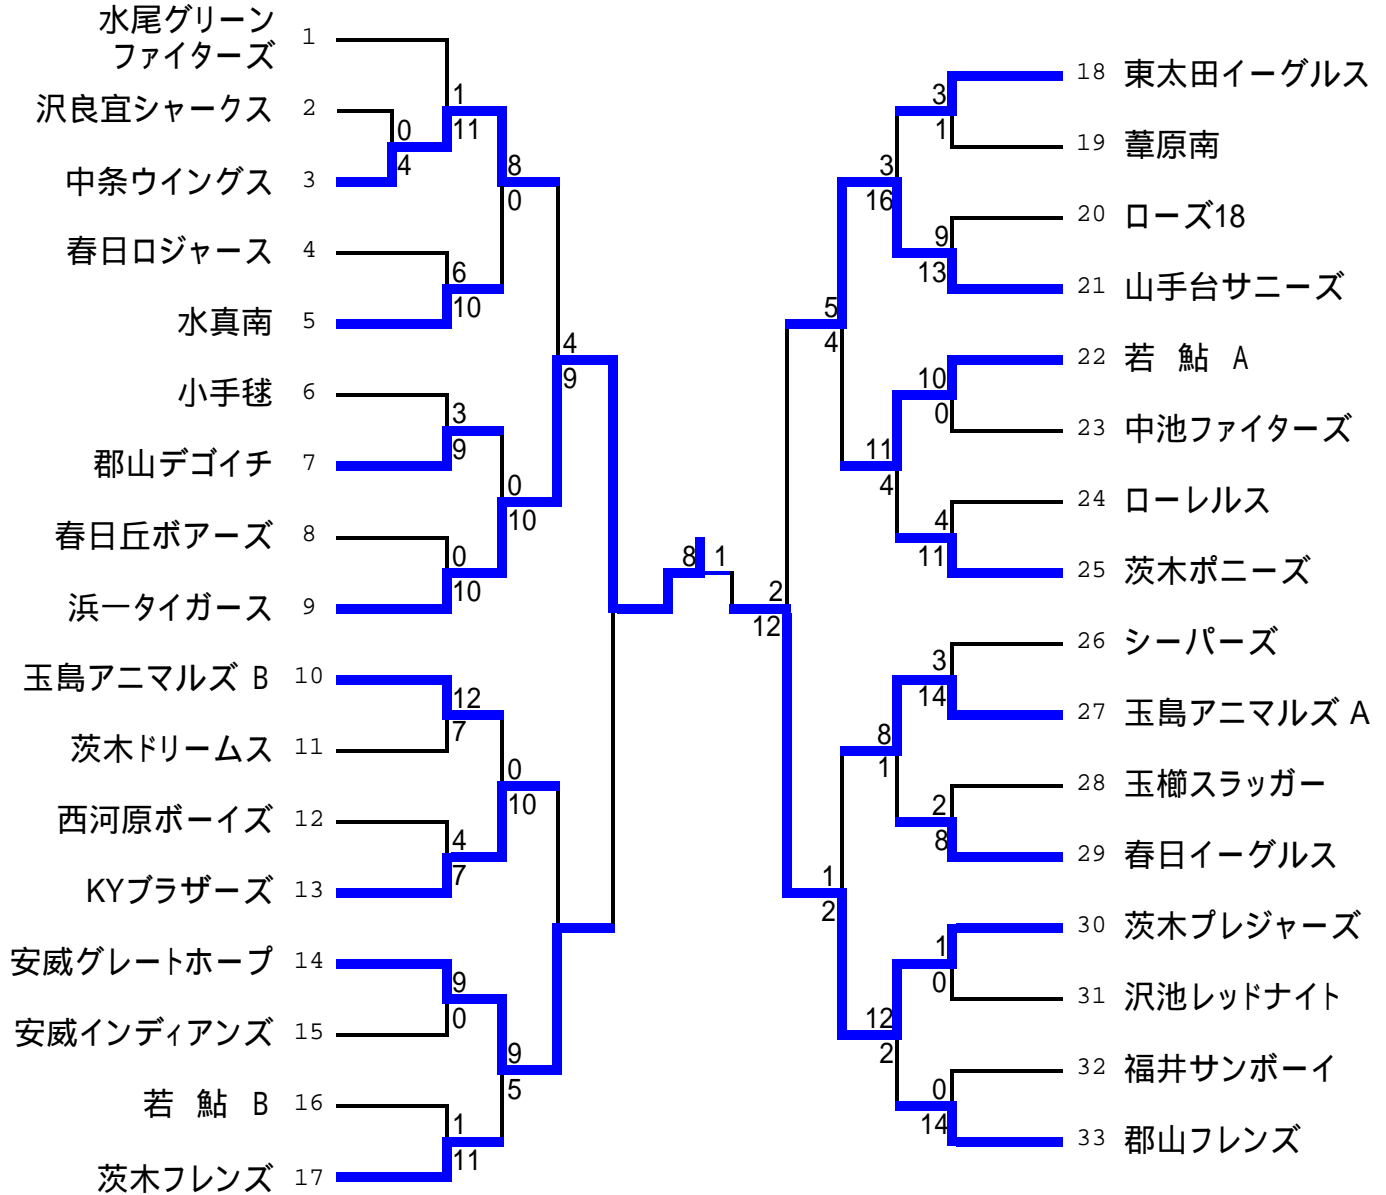 水尾グリーン
ファイターズ 1
沢良宜シャークス 2
中条ウイングス 3
春日ロジャース 4
水真南 5
小手毬 6
郡山デゴイチ 7
春日丘ボアーズ 8
浜一タイガース 9
玉島アニマルズ B 10
茨木ドリームス 11
西河原ボーイズ 12
KYブラザーズ 13
安威グレートホープ 14
安威インディアンズ 15
若 鮎 B 16
茨木フレンズ 17
1
11
0
4
8
0
6
10
4
9
3
9
0
10
0
10
12
7
0
10
4
7
9
0
9
5
1
11
8 1
3
1
3
16
9
13
5
4
10
0
11
4
4
11
2
12
3
14
8
1
2
8
1
2
1
0
12
2
0
14
18 東太田イーグルス
19 葦原南
20 ローズ18
21 山手台サニーズ
22 若 鮎 A
23 中池ファイターズ
24 ローレルス
25 茨木ポニーズ
26 シーパーズ
27 玉島アニマルズ A
28 玉櫛スラッガー
29 春日イーグルス
30 茨木プレジャーズ
31 沢池レッドナイト
32 福井サンボーイ
33 郡山フレンズ